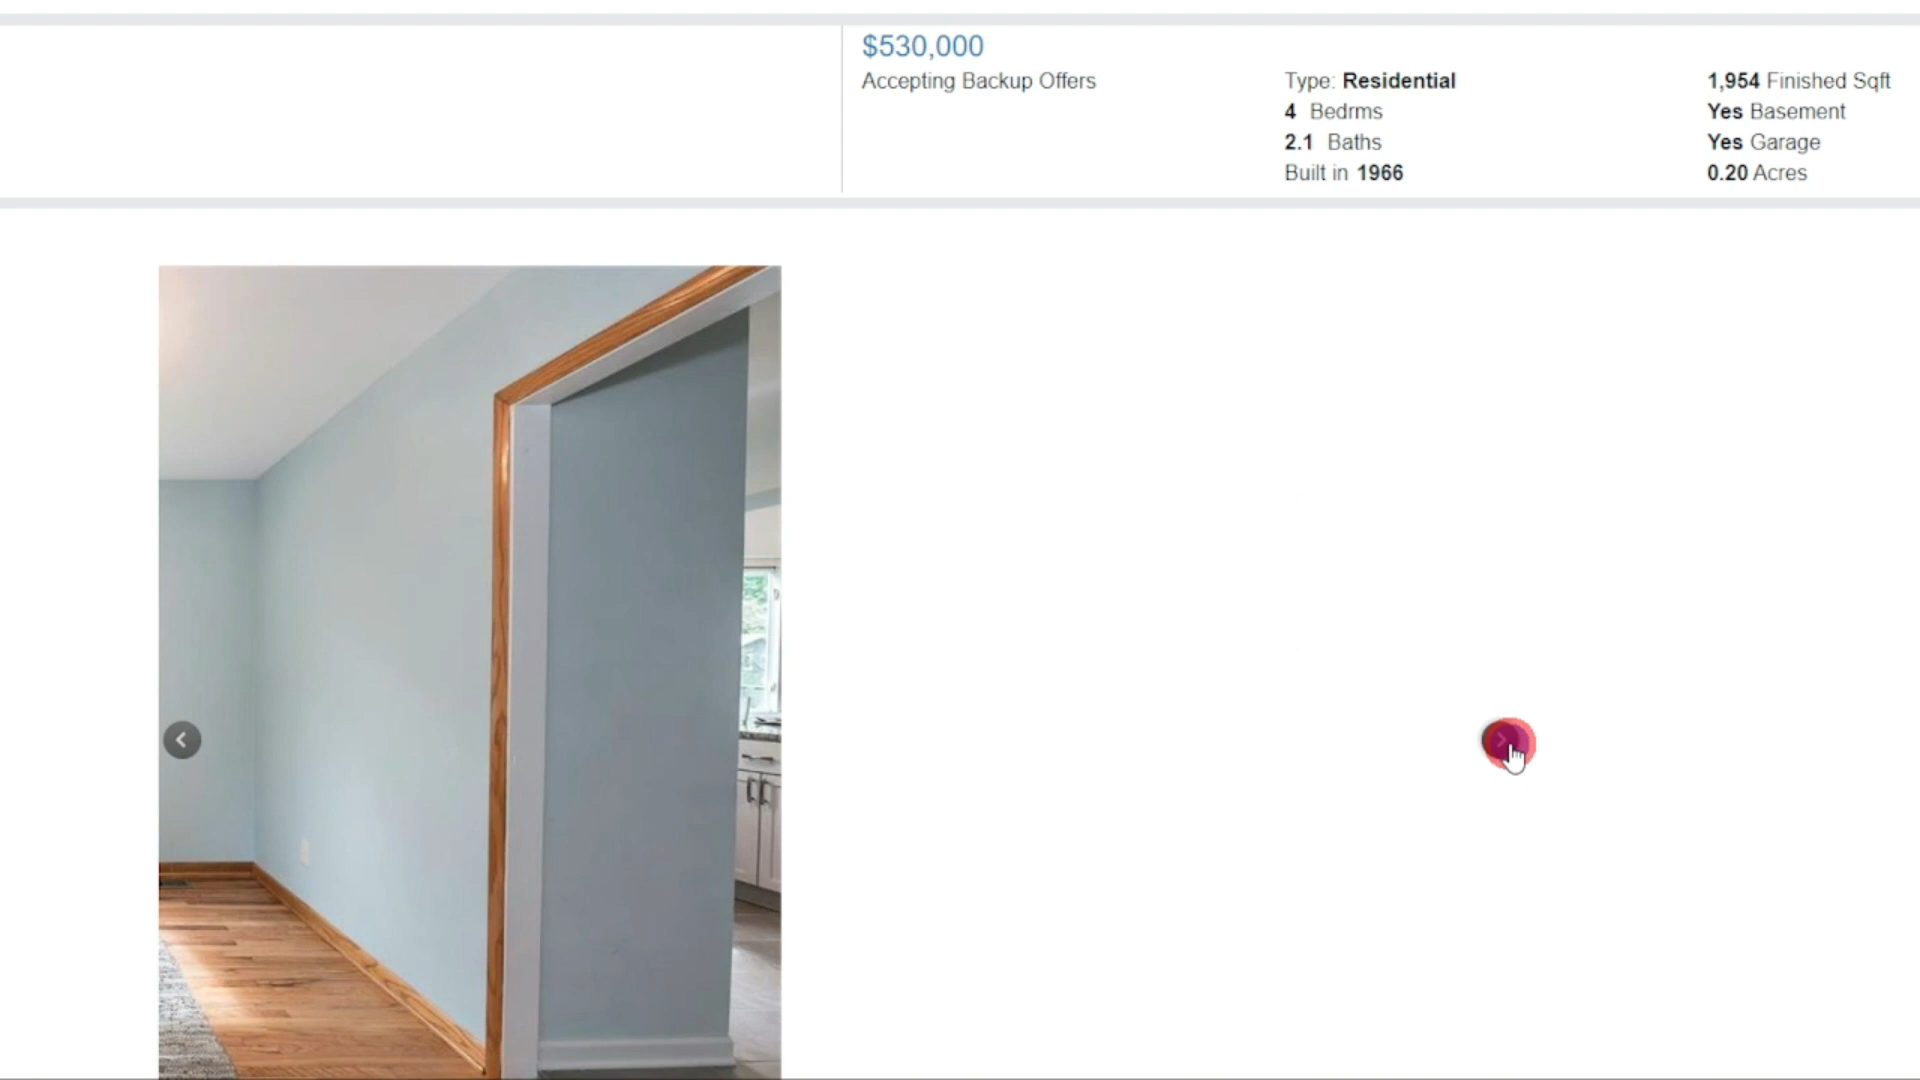 $530,000
Accepting Backup Offers
Type: Residential
4 Bedrms
2.1 Baths
Built in 1966
1,954 Finished Sqft
Yes Basement
Yes Garage
0.20 Acres